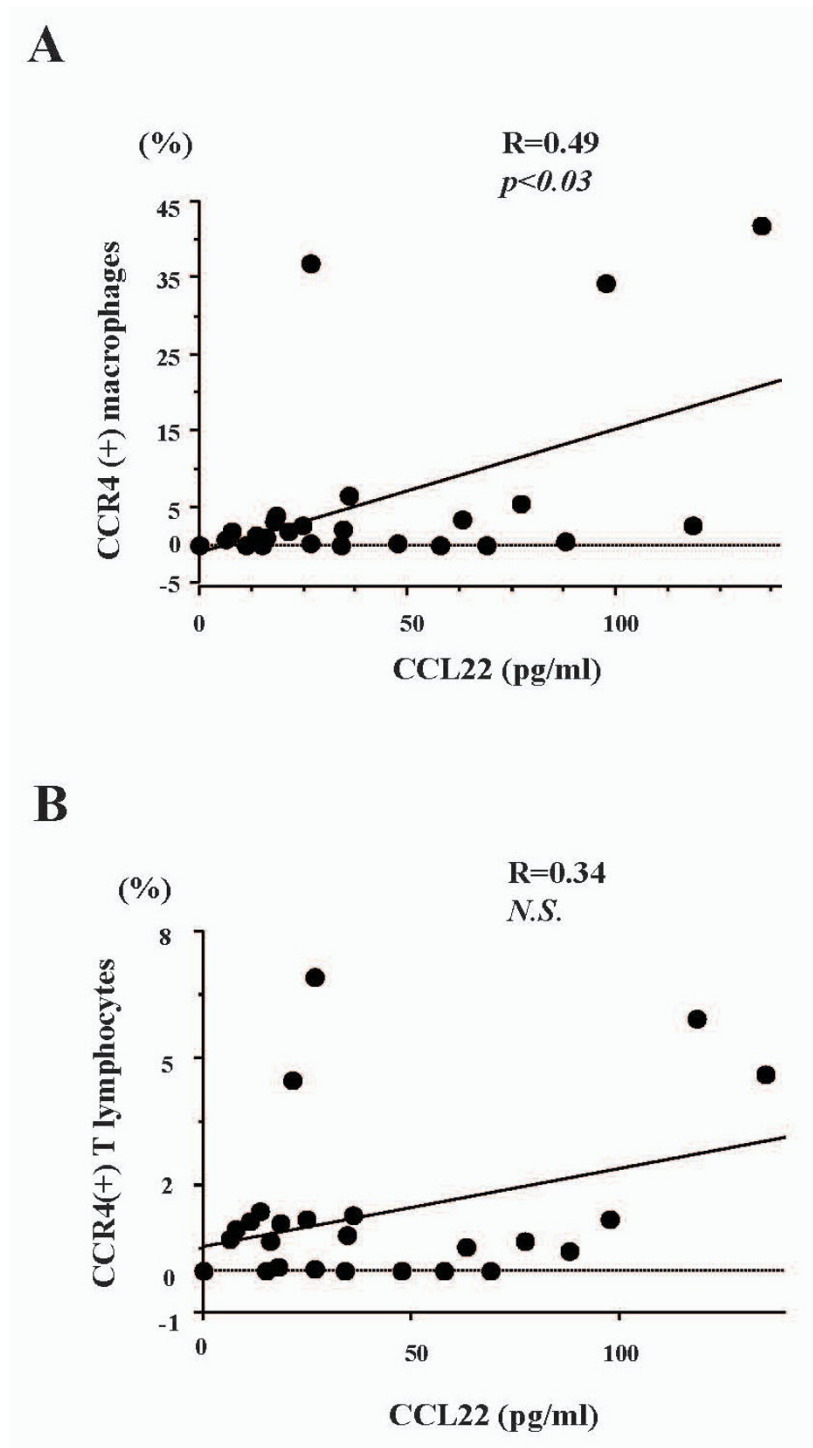 A
(%)
R=0.49
p<0.03
CCR4 (+) macrophages
45
35
25
15
5
0
-5
0
50
100
CCL22 (pg/ml)
B
(%)
R=0.34
N.S.
CCR4(+) T lymphocytes
8
5
2
0
-1
0
50
100
CCL22 (pg/ml)